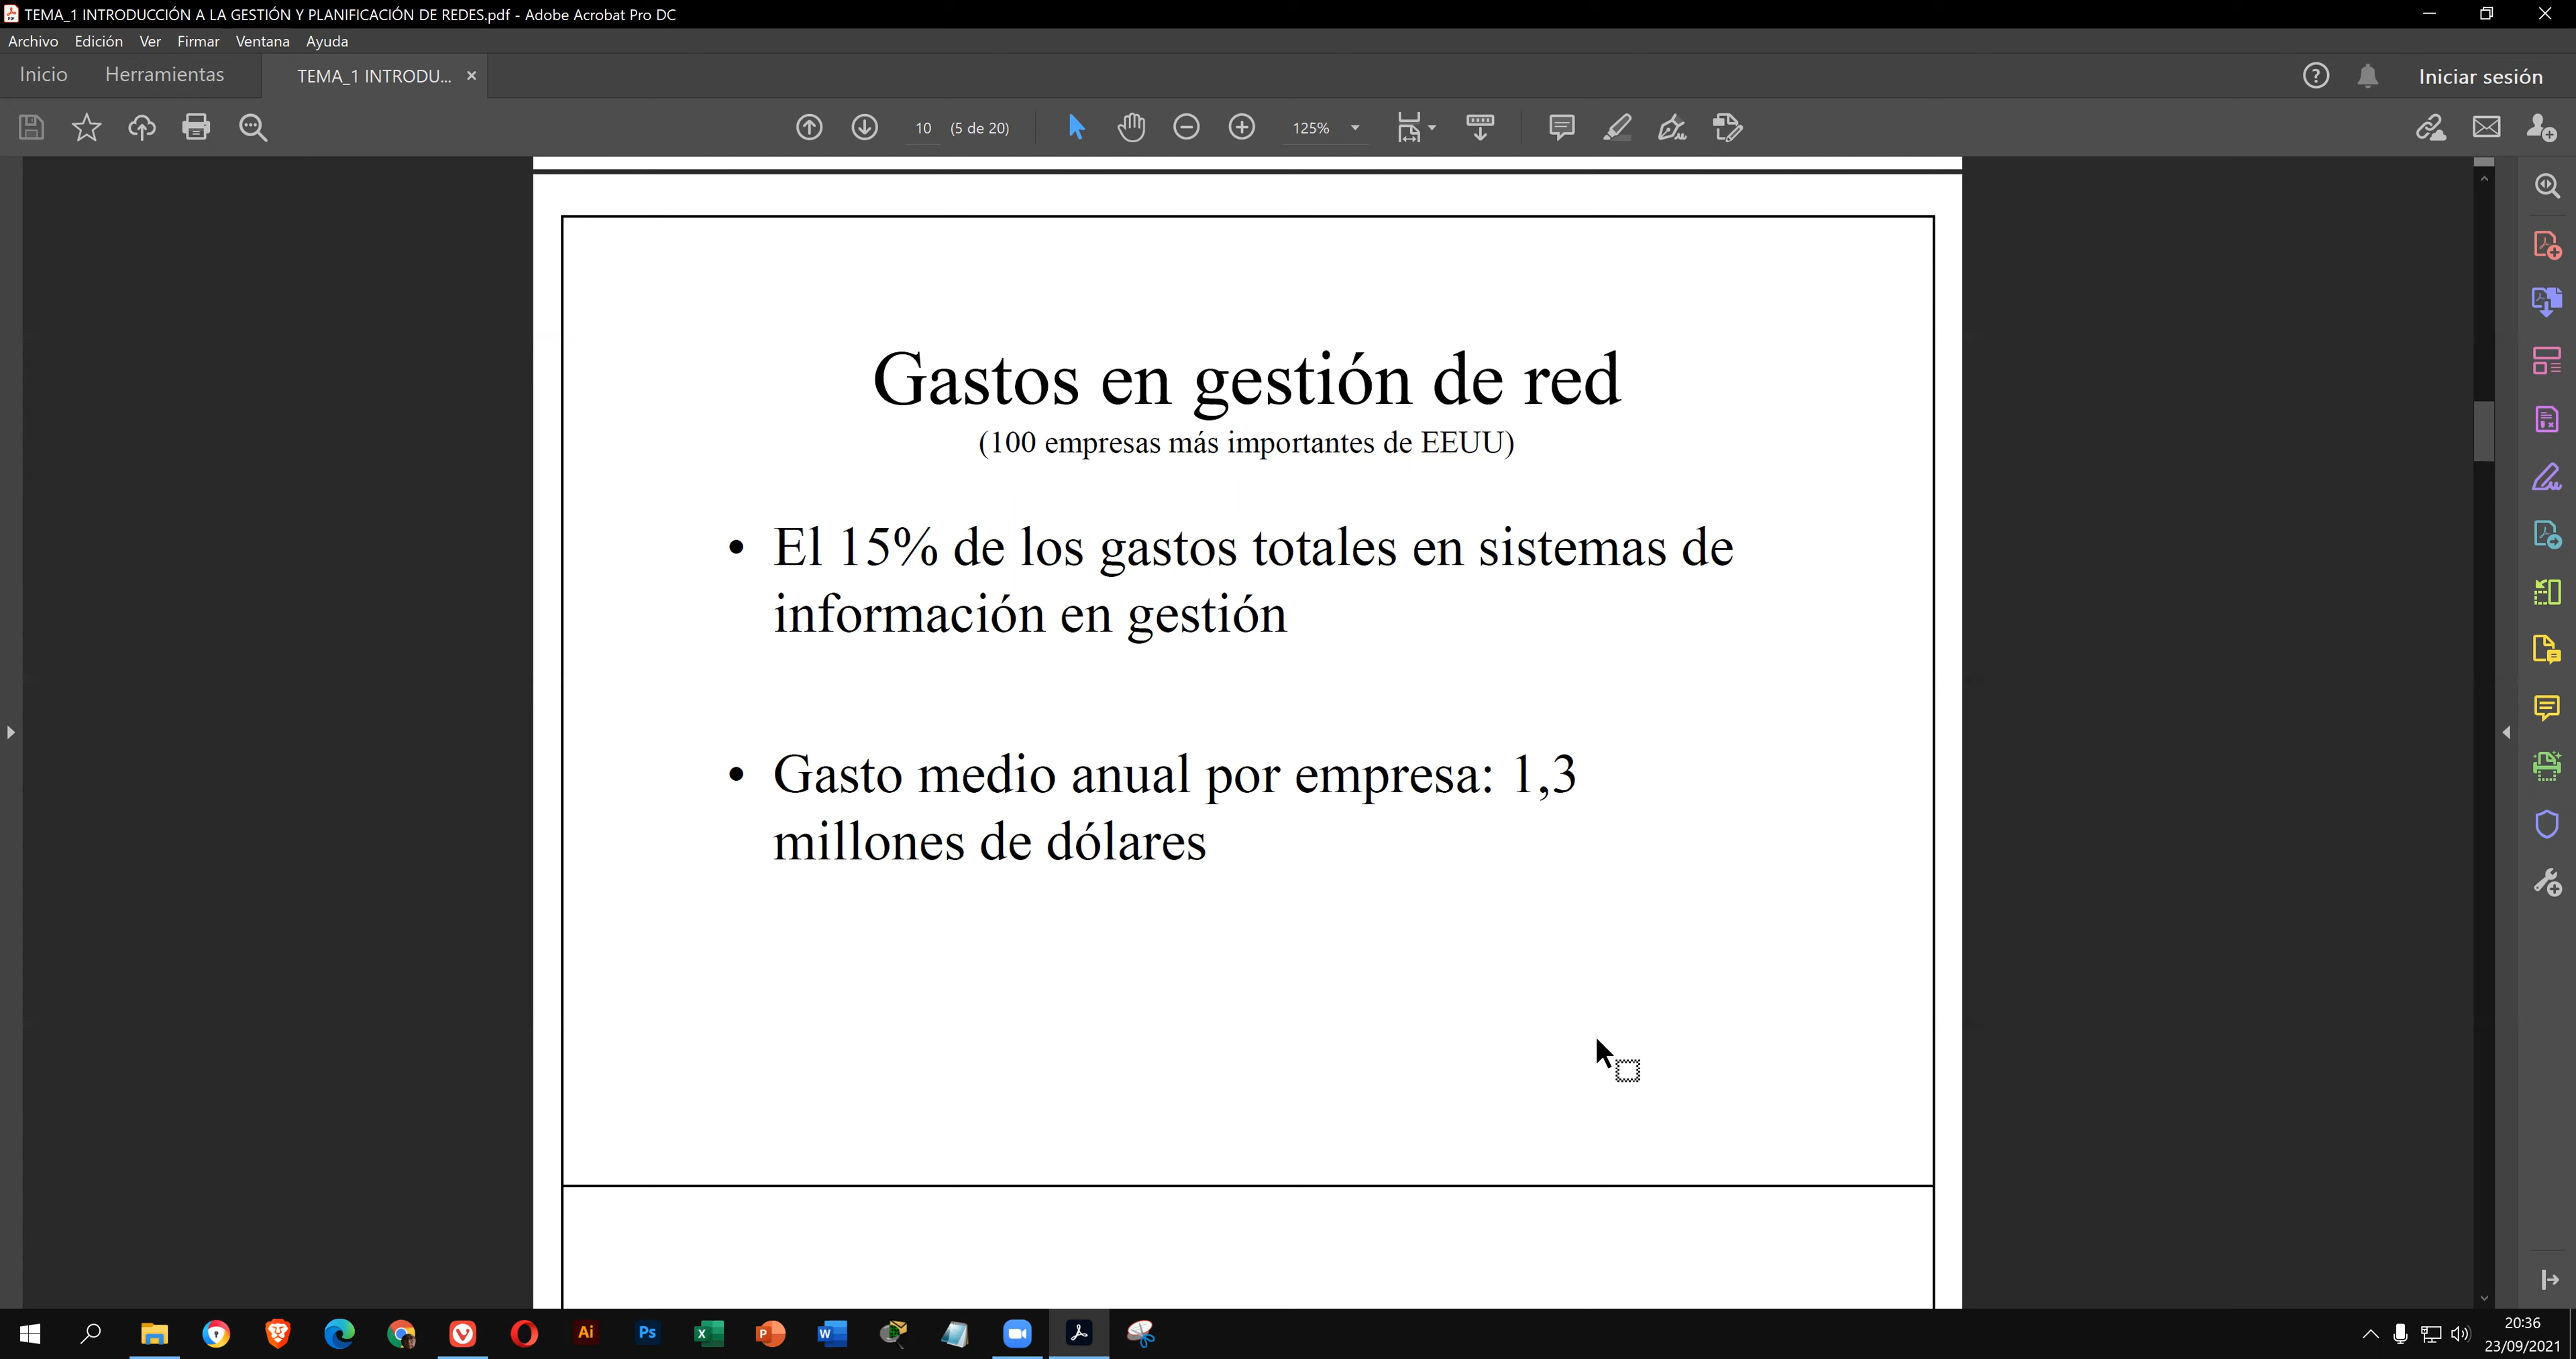 TEMA_1 INTRODUCCIÓN A LA GESTIÓN Y PLANIFICACIÓN DE REDES.pdf - Adobe Acrobat Pro DC
Archivo Edición Ver Firmar Ventana Ayuda
Inicio Herramientas TEMA_1 INTRODU... Iniciar sesión
10 (5 de 20) 125%
Gastos en gestión de red
(100 empresas más importantes de EEUU)
• El 15% de los gastos totales en sistemas de
información en gestión
• Gasto medio anual por empresa: 1,3
millones de dólares
Ai Ps
20:36
23/09/2021